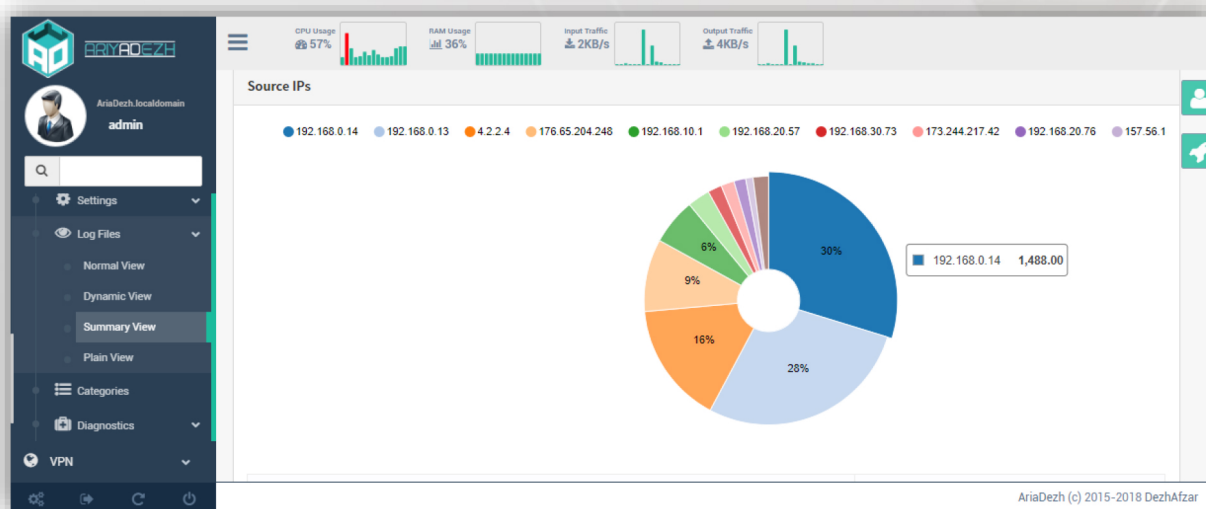 ARIYADEZH
AriaDezh.localdomain
admin
Settings
Log Files
Normal View
Dynamic View
Summary View
Plain View
Categories
Diagnostics
VPN
CPU Usage
57%
RAM Usage
36%
Input Traffic
2KB/s
Output Traffic
4KB/s
Source IPs
192.168.0.14 192.168.0.13 4.2.2.4 176.65.204.248 192.168.10.1 192.168.20.57 192.168.30.73 173.244.217.42 192.168.20.76 157.56.1
30%
28%
16%
9%
6%
192.168.0.14 1,488.00
AriaDezh (c) 2015-2018 DezhAfzar